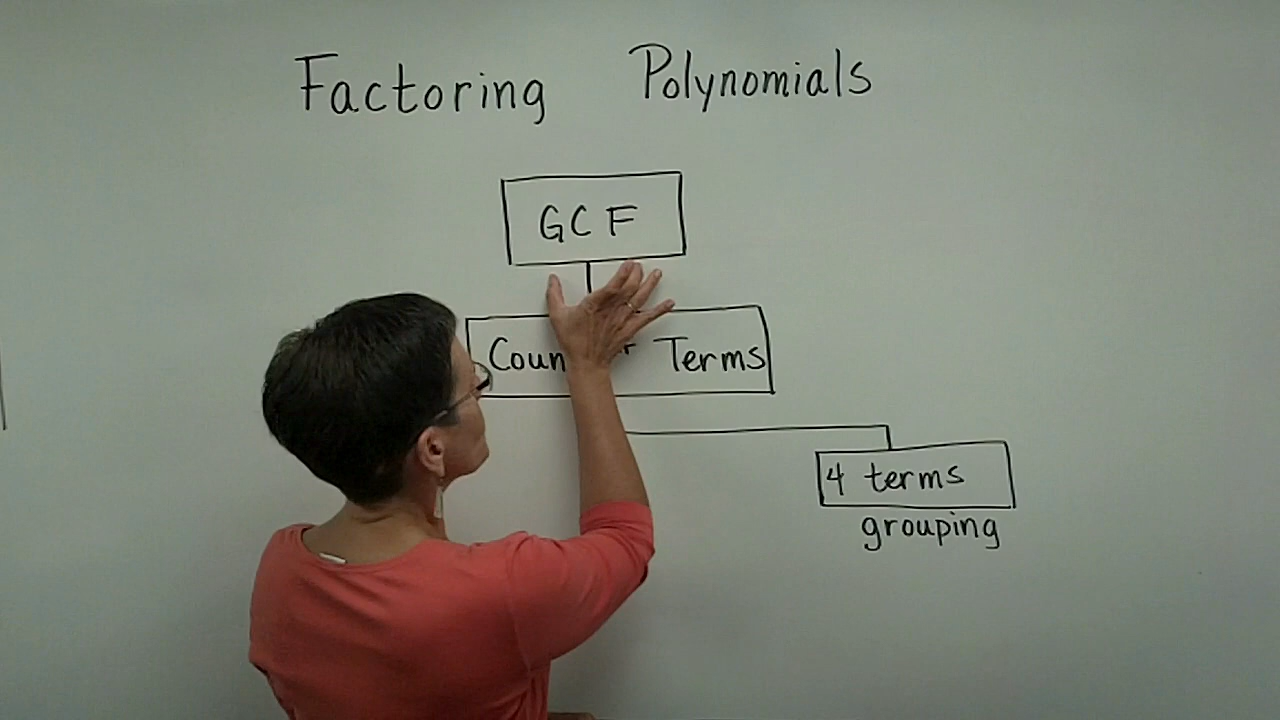 Factoring Polynomials
GCF
Terms
4 terms
grouping